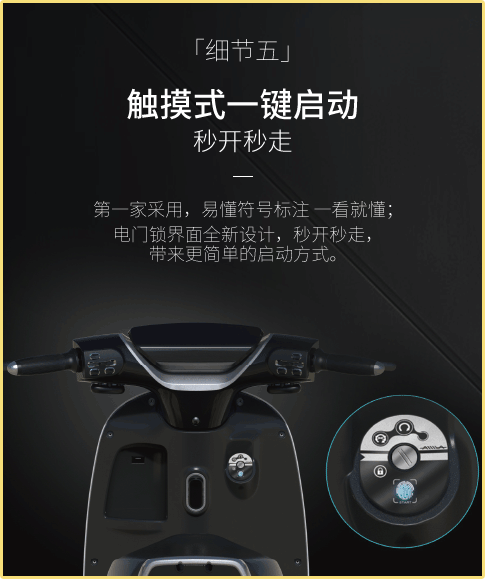 「细节五」
触摸式一键启动
秒开秒走
第一家采用，易懂符号标注 一看就懂；
电门锁界面全新设计，秒开秒走，
带来更简单的启动方式。